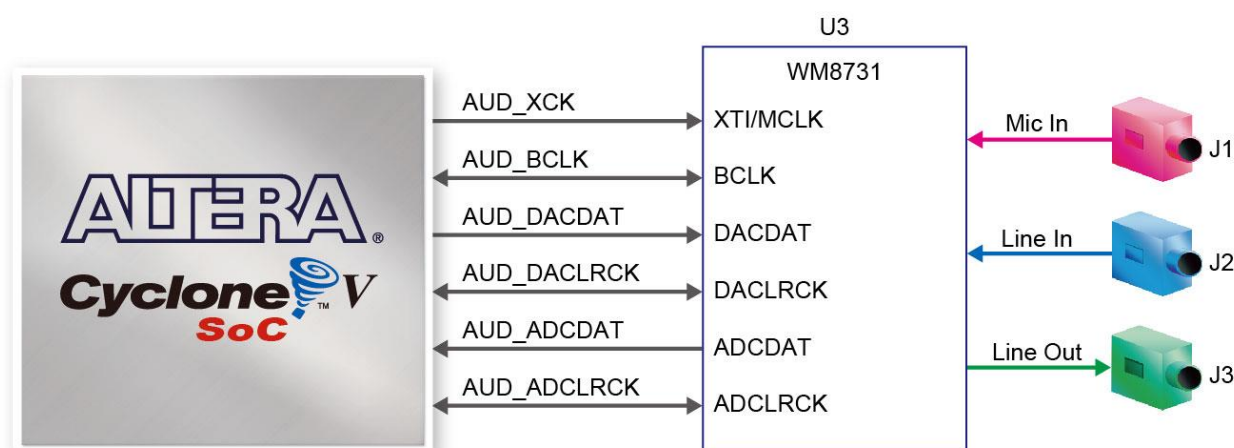 U3
WM8731
AUD_XCK
XTI/MCLK
Mic In
J1
AUD_BCLK
BCLK
ALTERA®
AUD_DACDAT
DACDAT
Line In
J2
Cyclone™ V
SoC
AUD_DACLRCK
DACLRCK
AUD_ADCDAT
ADCDAT
Line Out
J3
AUD_ADCLRCK
ADCLRCK